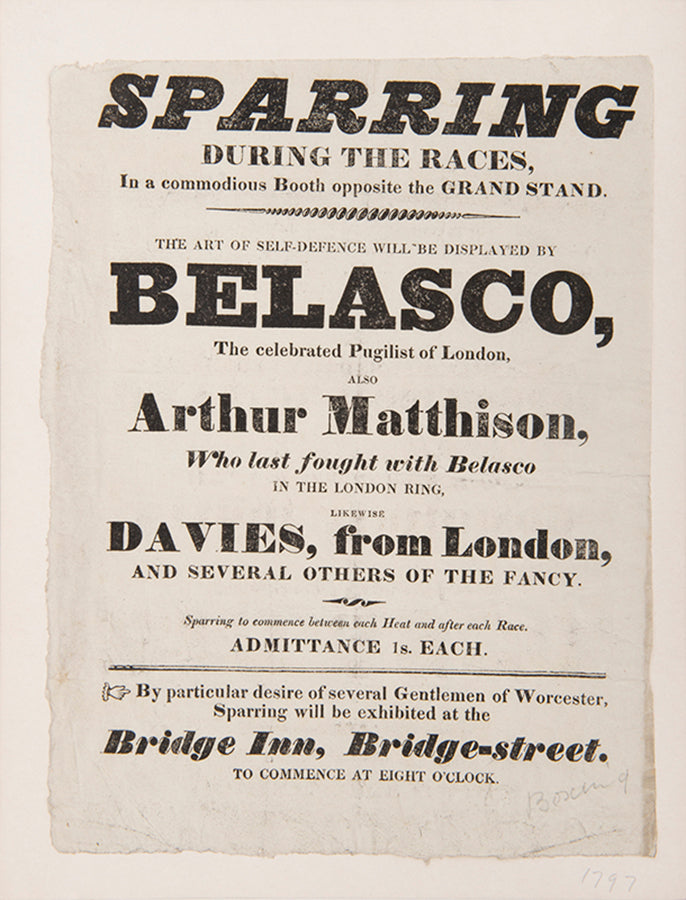 SPARRING
DURING THE RACES,
In a commodious Booth opposite the GRAND STAND.
THE ART OF SELF-DEFENCE WILL BE DISPLAYED BY
BELASCO,
The celebrated Pugilist of London,
ALSO
Arthur Matthison,
Who last fought with Belasco
IN THE LONDON RING,
LIKEWISE
DAVIES, from London,
AND SEVERAL OTHERS OF THE FANCY.
Sparring to commence between each Heat and after each Race.
ADMITTANCE 1s. EACH.
☞ By particular desire of several Gentlemen of Worcester,
Sparring will be exhibited at the
Bridge Inn, Bridge-street.
TO COMMENCE AT EIGHT O'CLOCK.
Boxing
1797